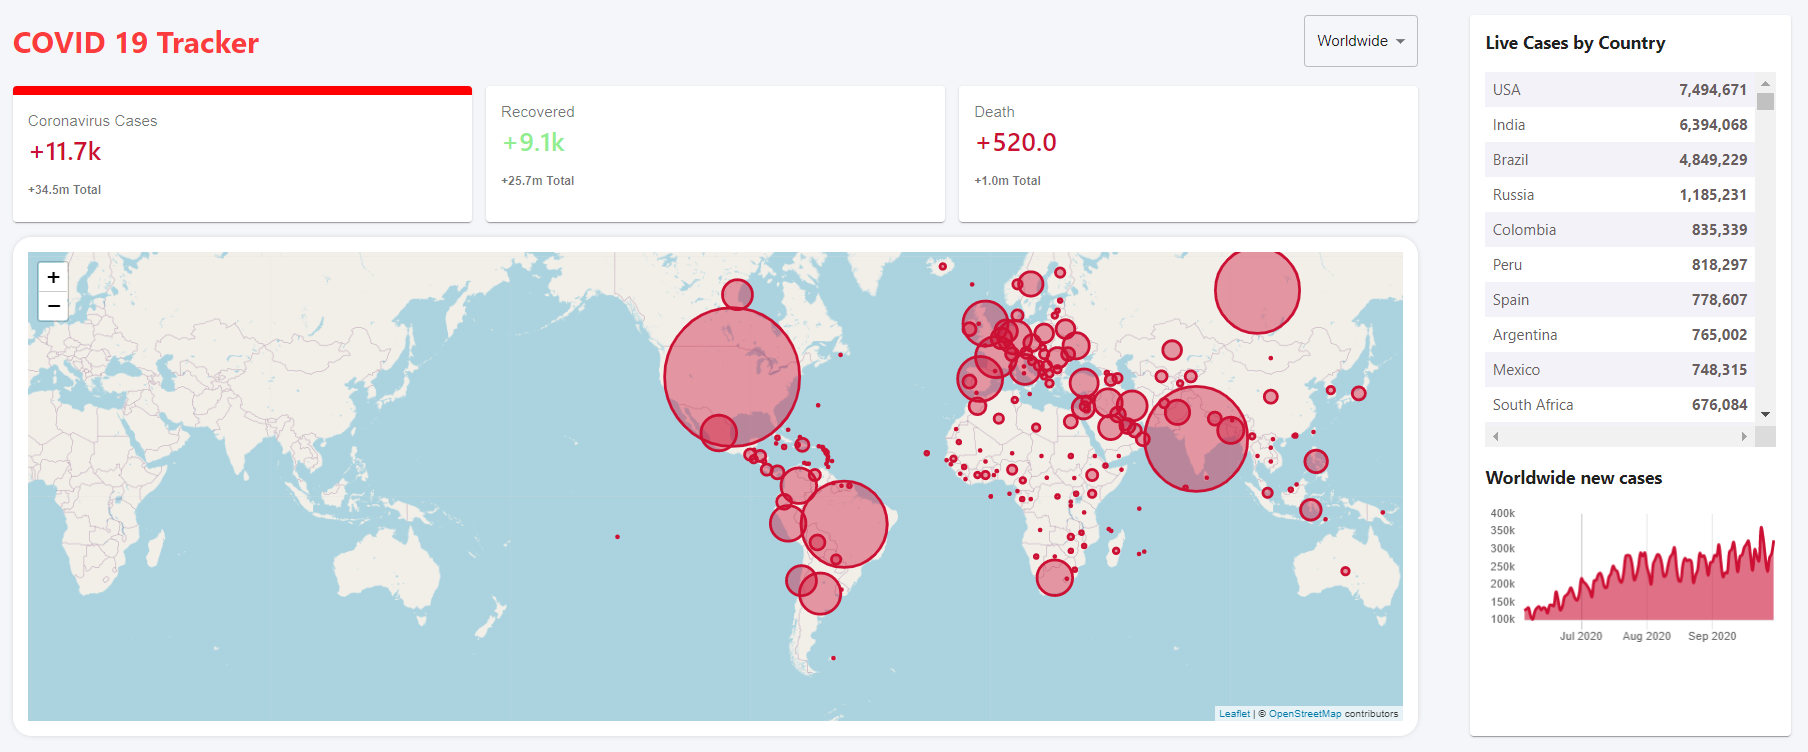 COVID 19 Tracker
Worldwide
Coronavirus Cases
+11.7k
+34.5m Total
Recovered
+9.1k
+25.7m Total
Death
+520.0
+1.0m Total
+
−
Leaflet | © OpenStreetMap contributors
Live Cases by Country
USA 7,494,671
India 6,394,068
Brazil 4,849,229
Russia 1,185,231
Colombia 835,339
Peru 818,297
Spain 778,607
Argentina 765,002
Mexico 748,315
South Africa 676,084
Worldwide new cases
400k
350k
300k
250k
200k
150k
100k
Jul 2020 Aug 2020 Sep 2020